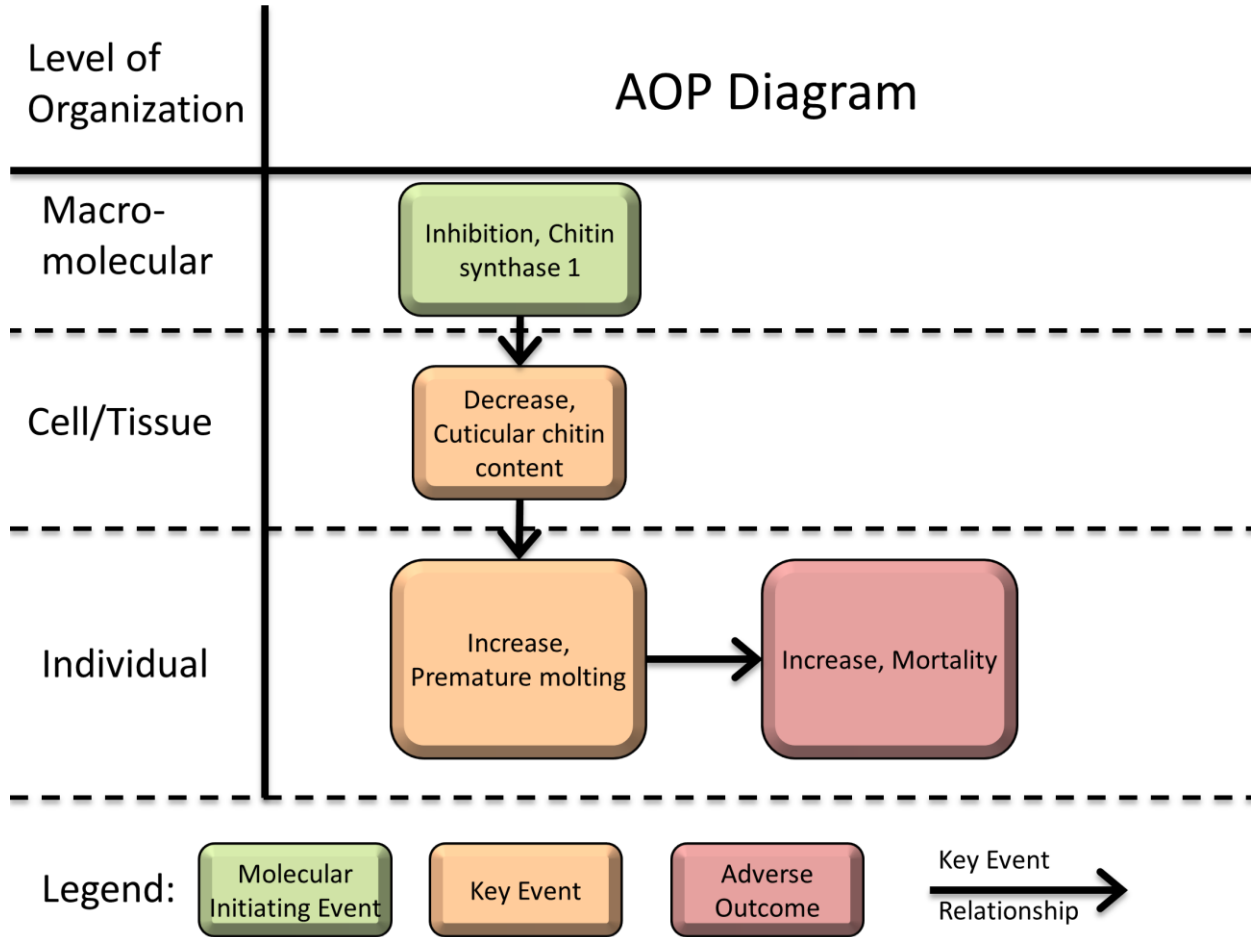 Level of
Organization
AOP Diagram
Macro-
molecular
Inhibition, Chitin
synthase 1
Cell/Tissue
Decrease,
Cuticular chitin
content
Individual
Increase,
Premature molting
Increase, Mortality
Legend:
Molecular
Initiating Event
Key Event
Adverse
Outcome
Key Event
Relationship